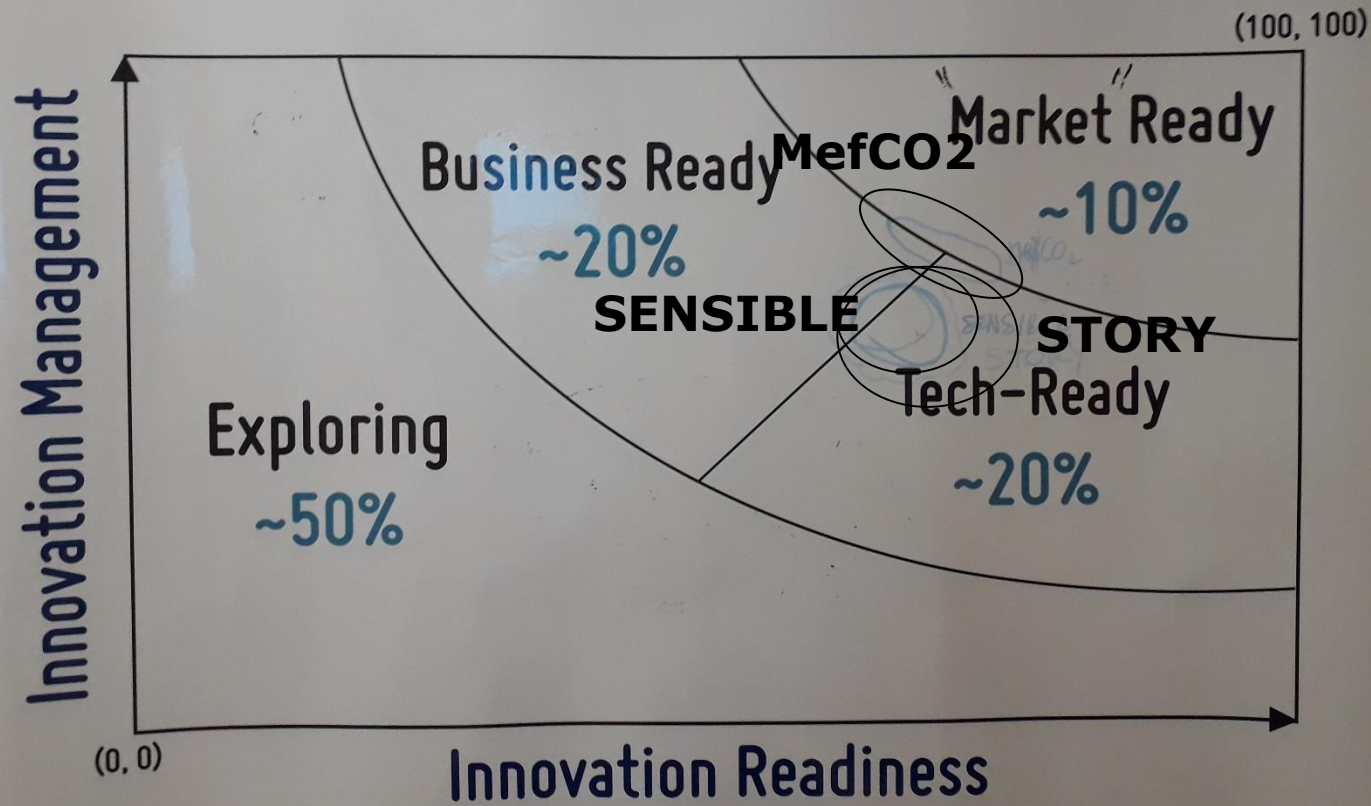 (100, 100)
Innovation Management
Market Ready
~10%
MefCO2
Business Ready
~20%
SENSIBLE
STORY
Tech-Ready
~20%
Exploring
~50%
(0, 0)
Innovation Readiness